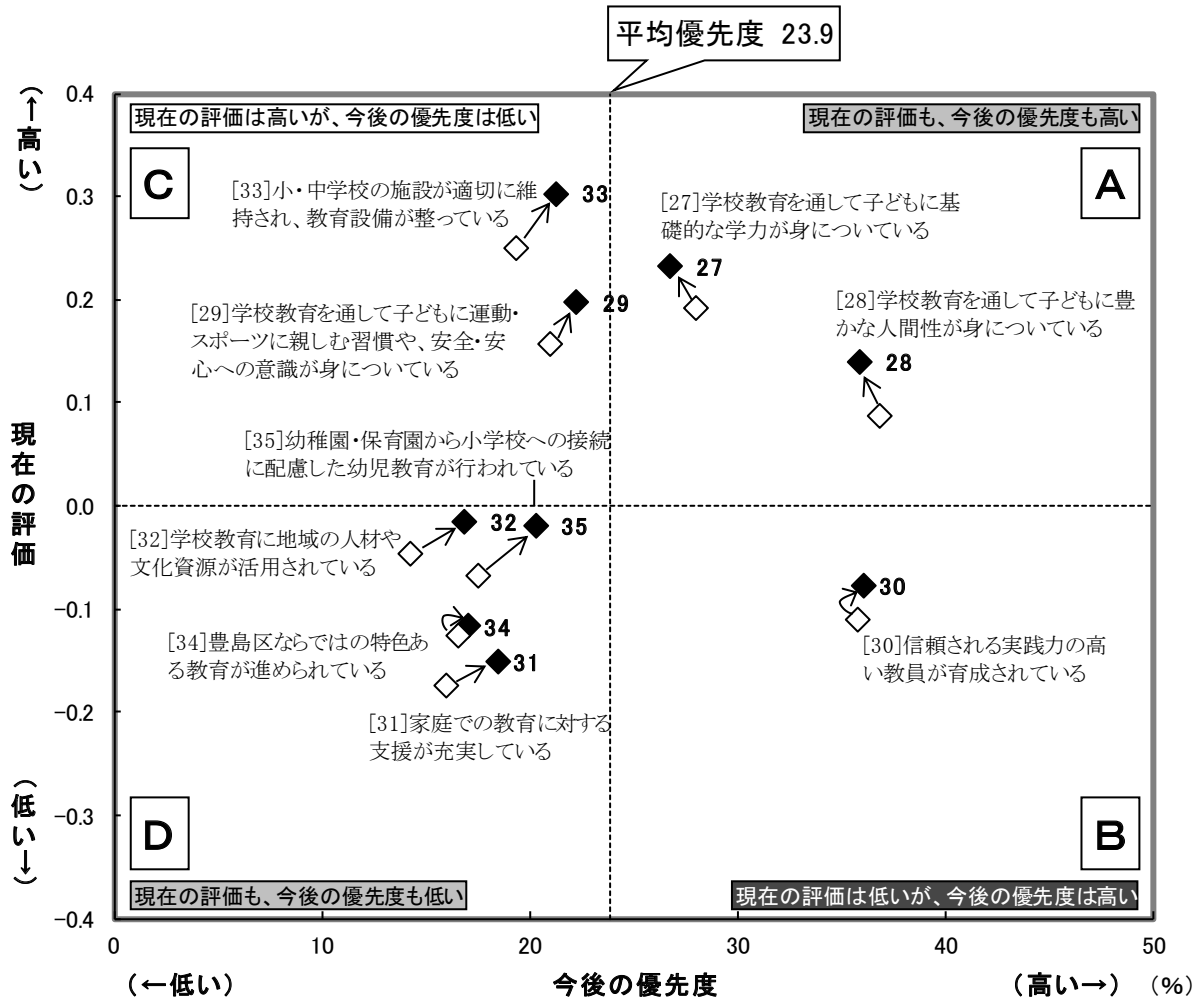 平均優先度 23.9
(←高い)
現在の評価
(低い→)
0.4
0.3
0.2
0.1
0.0
−0.1
−0.2
−0.3
−0.4
現在の評価は高いが、今後の優先度は低い
現在の評価も、今後の優先度も高い
C
A
[33]小・中学校の施設が適切に維
持され、教育設備が整っている
33
[27]学校教育を通して子どもに基
礎的な学力が身についている
27
[29]学校教育を通して子どもに運動・
スポーツに親しむ習慣や、安全・安
心への意識が身についている
29
[28]学校教育を通して子どもに豊
かな人間性が身についている
28
[35]幼稚園・保育園から小学校への接続
に配慮した幼児教育が行われている
32
35
[32]学校教育に地域の人材や
文化資源が活用されている
30
[34]豊島区ならではの特色あ
る教育が進められている
34
31
[30]信頼される実践力の高
い教員が育成されている
[31]家庭での教育に対する
支援が充実している
D
B
現在の評価も、今後の優先度も低い
現在の評価は低いが、今後の優先度は高い
0
10
20
30
40
50
(←低い)
今後の優先度
(高い→)
(%)